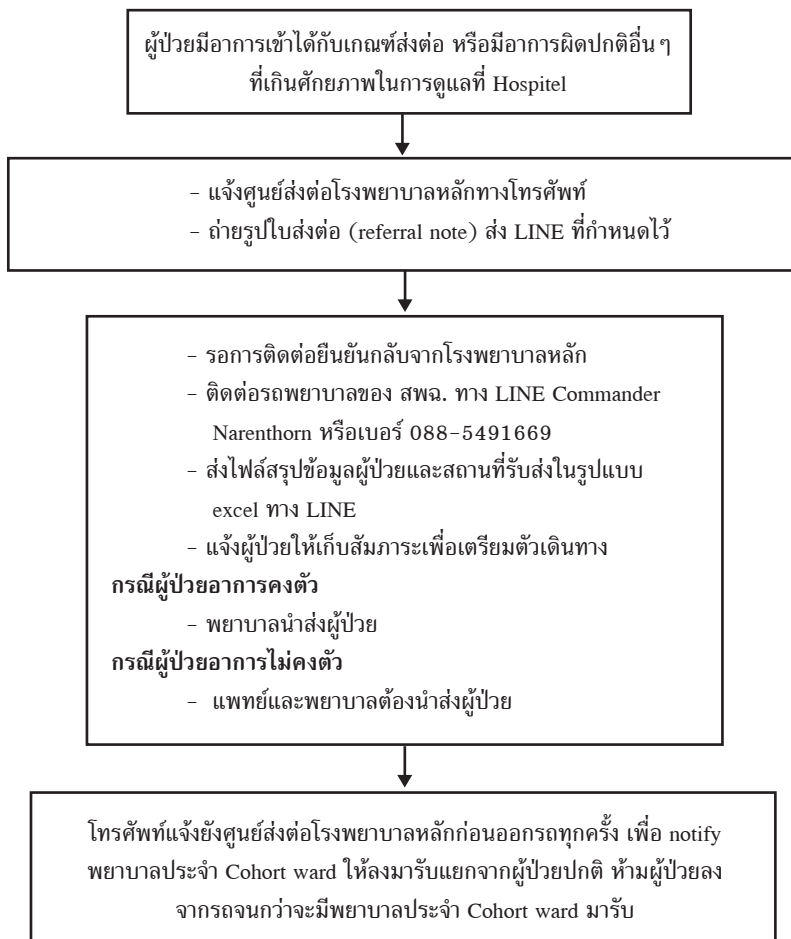 ผู้ป่วยมีอาการเข้าได้กับเกณฑ์ส่งต่อ หรือมีอาการผิดปกติอื่น ๆ
ที่เกินศักยภาพในการดูแลที่ Hospitel
- แจ้งศูนย์ส่งต่อโรงพยาบาลหลักทางโทรศัพท์
- ถ่ายรูปใบส่งต่อ (referral note) ส่ง LINE ที่กำหนดไว้
- รอการติดต่อยืนยันกลับจากโรงพยาบาลหลัก
- ติดต่อรถพยาบาลของ สพฉ. ทาง LINE Commander
Narenthorn หรือเบอร์ 088-5491669
- ส่งไฟล์สรุปข้อมูลผู้ป่วยและสถานที่รับส่งในรูปแบบ
excel ทาง LINE
- แจ้งผู้ป่วยให้เก็บสัมภาระเพื่อเตรียมตัวเดินทาง
กรณีผู้ป่วยอาการคงตัว
- พยาบาลนำส่งผู้ป่วย
กรณีผู้ป่วยอาการไม่คงตัว
- แพทย์และพยาบาลต้องนำส่งผู้ป่วย
โทรศัพท์แจ้งยังศูนย์ส่งต่อโรงพยาบาลหลักก่อนออกรถทุกครั้ง เพื่อ notify
พยาบาลประจำ Cohort ward ให้ลงมารับแยกจากผู้ป่วยปกติ ห้ามผู้ป่วยลง
จากรถจนกว่าจะมีพยาบาลประจำ Cohort ward มารับ